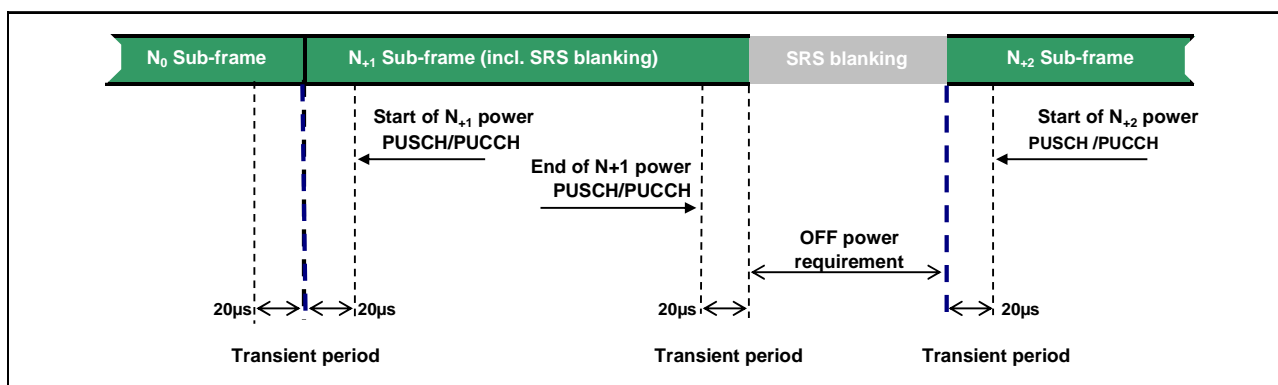 N₀ Sub-frame
N₊₁ Sub-frame (incl. SRS blanking)
SRS blanking
N₊₂ Sub-frame
Start of N₊₁ power
PUSCH/PUCCH
End of N+1 power
PUSCH/PUCCH
Start of N₊₂ power
PUSCH /PUCCH
OFF power
requirement
20µs
20µs
20µs
20µs
Transient period
Transient period
Transient period